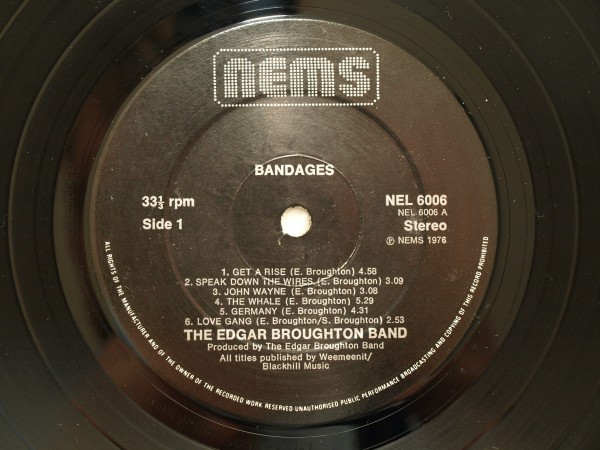 nems
BANDAGES
33⅓ rpm
Side 1
NEL 6006
NEL 6006 A
Stereo
Ⓟ NEMS 1976
1. GET A RISE (E. Broughton) 4.58
2. SPEAK DOWN THE WIRES (E. Broughton) 3.09
3. JOHN WAYNE (E. Broughton) 3.08
4. THE WHALE (E. Broughton) 5.29
5. GERMANY (E. Broughton) 4.31
6. LOVE GANG (E. Broughton/S. Broughton) 2.53
THE EDGAR BROUGHTON BAND
Produced by The Edgar Broughton Band
All titles published by Weemeenit/
Blackhill Music
ALL RIGHTS OF THE MANUFACTURER AND OF THE OWNER OF THE RECORDED WORK RESERVED UNAUTHORISED PUBLIC PERFORMANCE BROADCASTING AND COPYING OF THIS RECORD PROHIBITED